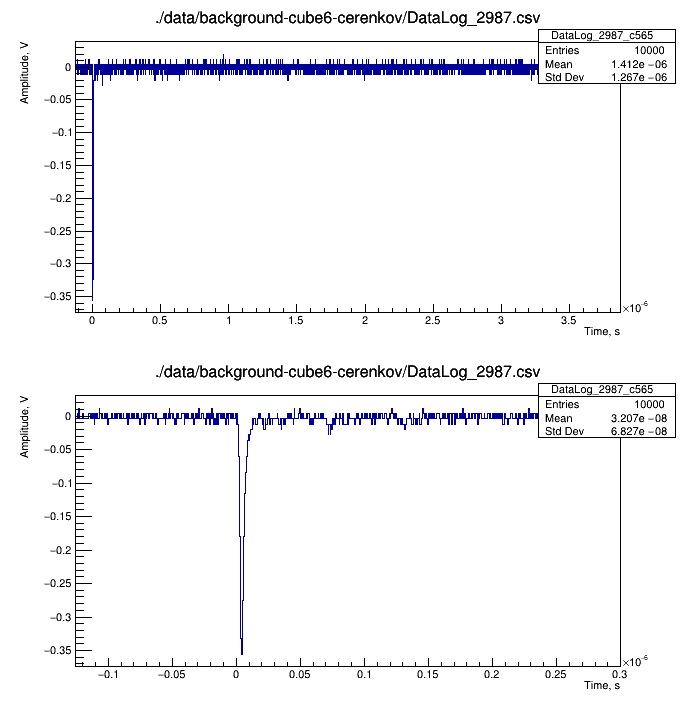 ./data/background-cube6-cerenkov/DataLog_2987.csv
DataLog_2987_c565
Entries 10000
Mean 1.412e −06
Std Dev 1.267e −06
Amplitude, V
0
−0.05
−0.1
−0.15
−0.2
−0.25
−0.3
−0.35
0 0.5 1 1.5 2 2.5 3 3.5
×10⁻⁶
Time, s
./data/background-cube6-cerenkov/DataLog_2987.csv
DataLog_2987_c565
Entries 10000
Mean 3.207e −08
Std Dev 6.827e −08
Amplitude, V
0
−0.05
−0.1
−0.15
−0.2
−0.25
−0.3
−0.35
−0.1 −0.05 0 0.05 0.1 0.15 0.2 0.25 0.3
×10⁻⁶
Time, s